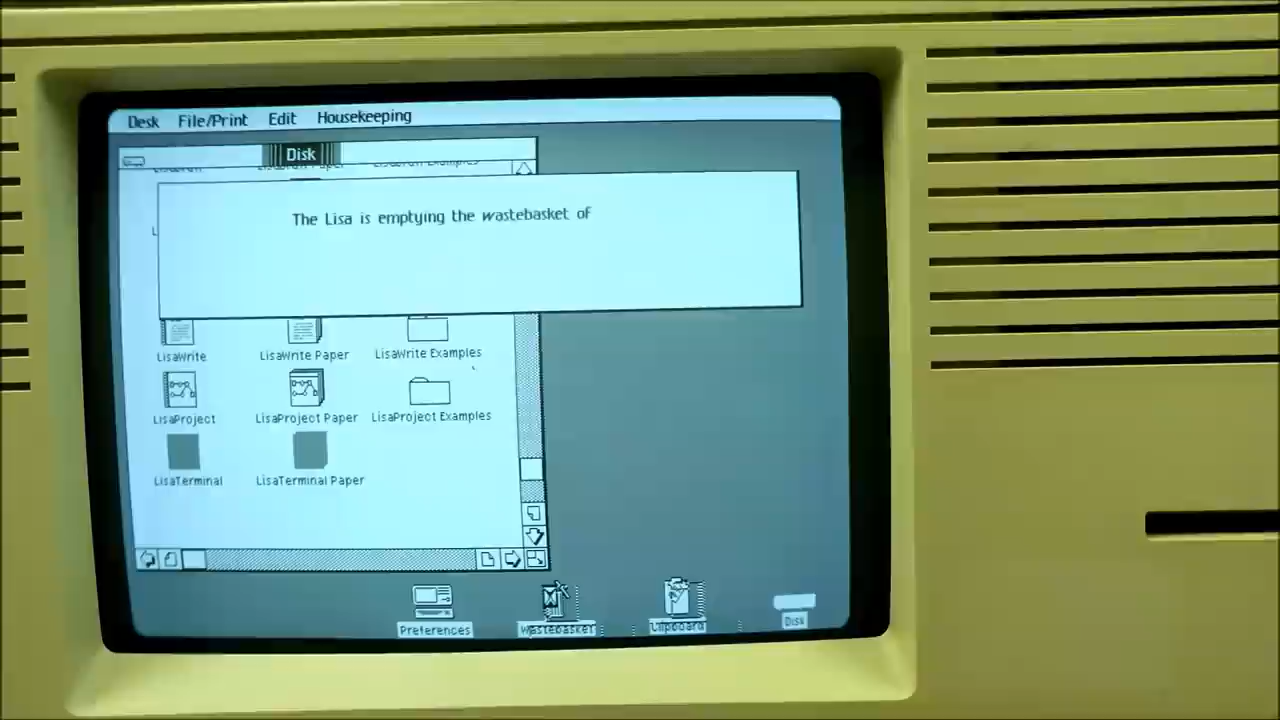 Desk File/Print Edit Housekeeping
Disk
The Lisa is emptying the wastebasket of
LisaWrite LisaWrite Paper LisaWrite Examples
LisaProject LisaProject Paper LisaProject Examples
LisaTerminal LisaTerminal Paper
Preferences Wastebasket Clipboard Disk